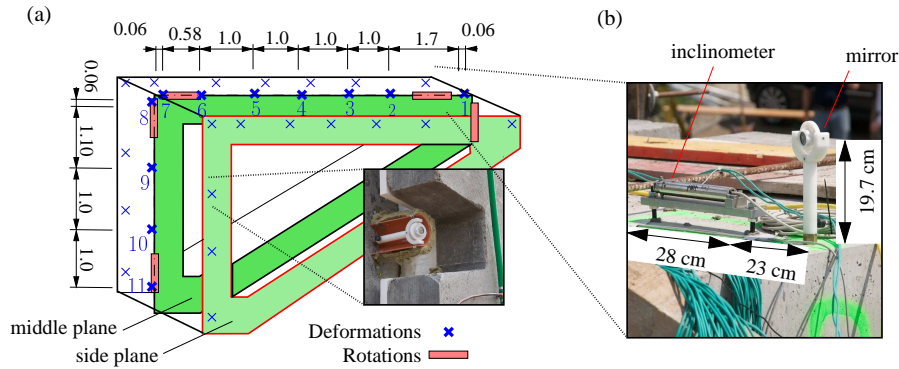 (a)
0.06
0.58
1.0
1.0
1.0
1.0
1.7
0.06
0.06
1.10
1.0
1.0
7
6
5
4
3
2
1
8
9
10
11
middle plane
side plane
Deformations
Rotations
(b)
inclinometer
mirror
19.7 cm
28 cm
23 cm